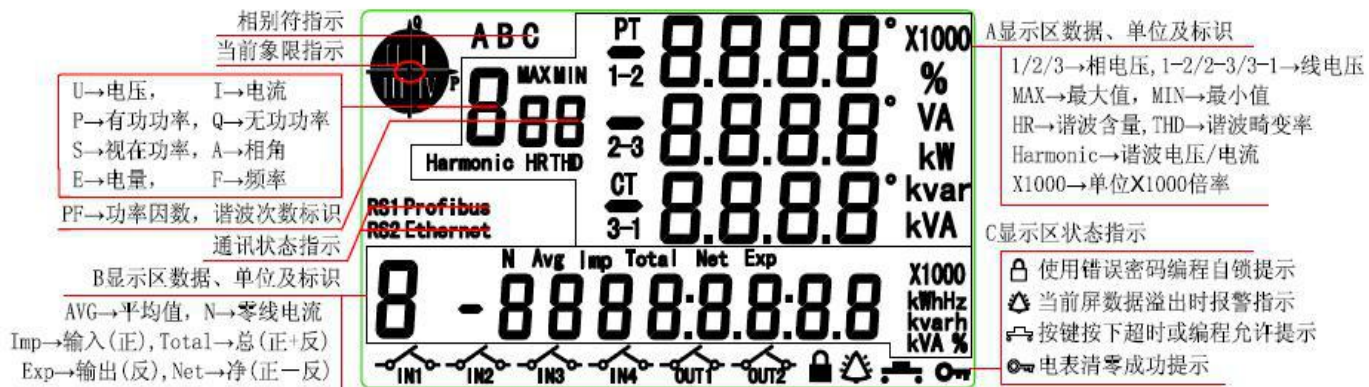 相别符指示
当前象限指示
U→电压， I→电流
P→有功功率，Q→无功功率
S→视在功率，A→相角
E→电量， F→频率
PF→功率因数，谐波次数标识
通讯状态指示
B显示区数据、单位及标识
AVG→平均值，N→零线电流
Imp→输入(正),Total→总(正+反)
Exp→输出(反),Net→净(正－反)
Q
P
II I
III IV
A B C
8 MAX MIN
88
Harmonic HR THD
RS1 Profibus
RS2 Ethernet
PT
1-2
2-3
CT
3-1
8.8.8.8°
8.8.8.8°
8.8.8.8°
X1000
%
VA
kW
kvar
kVA
N Avg Imp Total Net Exp
8 -8888:8.8:8.8
X1000
kWhHz
kvarh
kVA %
IN1 IN2 IN3 IN4 OUT1 OUT2
A显示区数据、单位及标识
1/2/3→相电压,1-2/2-3/3-1→线电压
MAX→最大值，MIN→最小值
HR→谐波含量,THD→谐波畸变率
Harmonic→谐波电压/电流
X1000→单位X1000倍率
C显示区状态指示
使用错误密码编程自锁提示
当前屏数据溢出时报警指示
按键按下超时或编程允许提示
电表清零成功提示